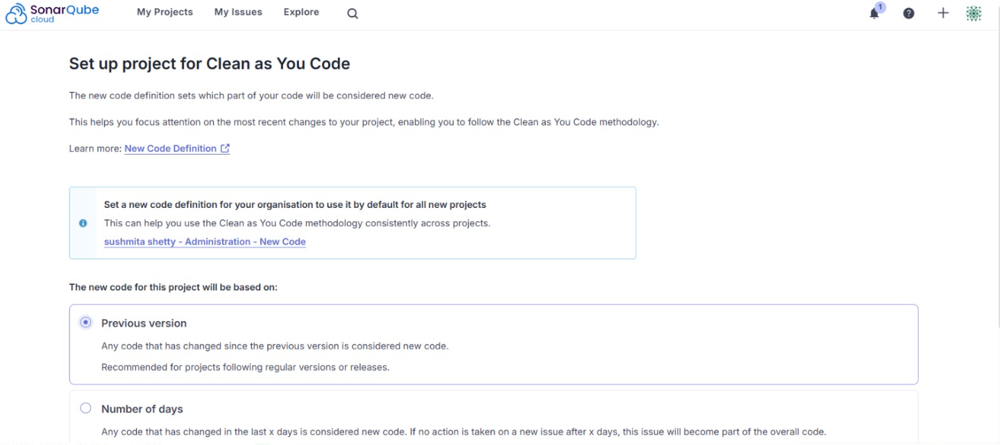 SonarQube
cloud
My Projects
My Issues
Explore
1
?
Set up project for Clean as You Code
The new code definition sets which part of your code will be considered new code.
This helps you focus attention on the most recent changes to your project, enabling you to follow the Clean as You Code methodology.
Learn more: New Code Definition
Set a new code definition for your organisation to use it by default for all new projects
This can help you use the Clean as You Code methodology consistently across projects.
sushmita shetty - Administration - New Code
The new code for this project will be based on:
Previous version
Any code that has changed since the previous version is considered new code.
Recommended for projects following regular versions or releases.
Number of days
Any code that has changed in the last x days is considered new code. If no action is taken on a new issue after x days, this issue will become part of the overall code.